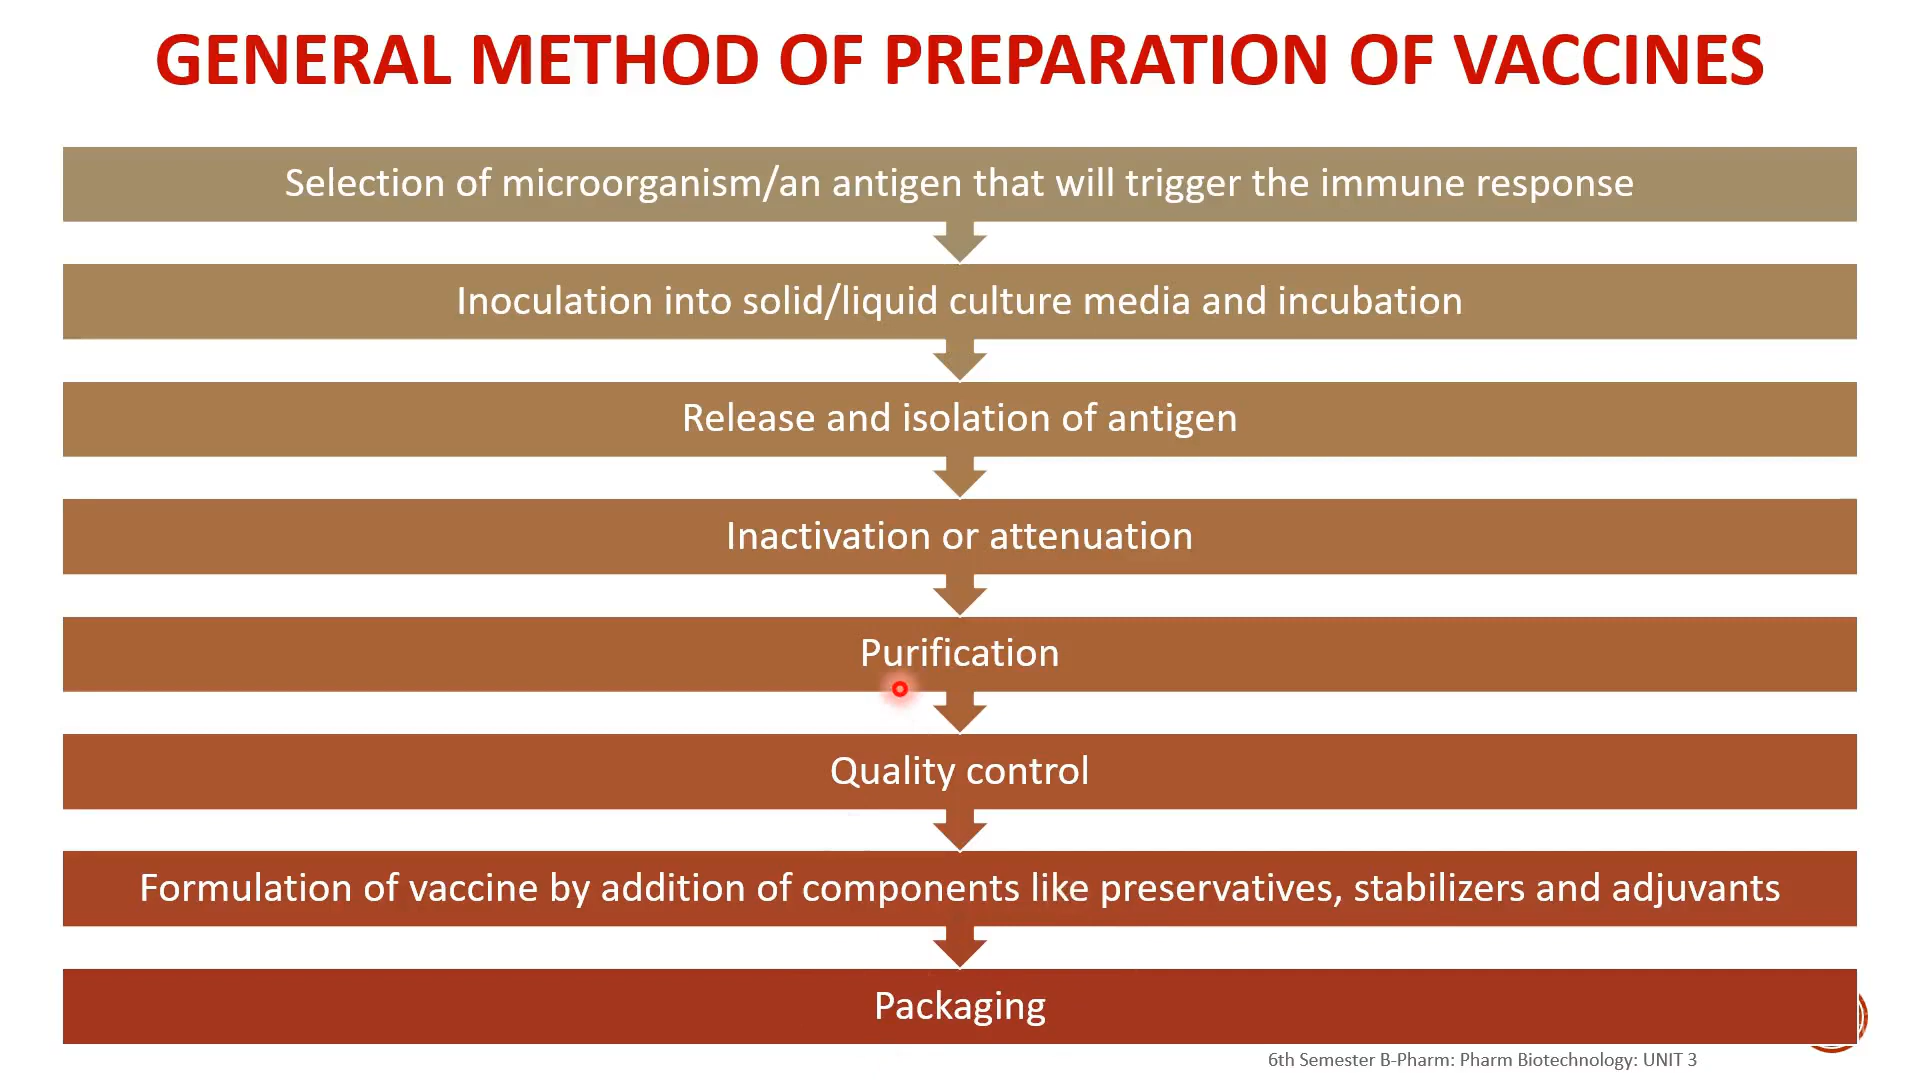 GENERAL METHOD OF PREPARATION OF VACCINES
Selection of microorganism/an antigen that will trigger the immune response
Inoculation into solid/liquid culture media and incubation
Release and isolation of antigen
Inactivation or attenuation
Purification
Quality control
Formulation of vaccine by addition of components like preservatives, stabilizers and adjuvants
Packaging
6th Semester B-Pharm: Pharm Biotechnology: UNIT 3